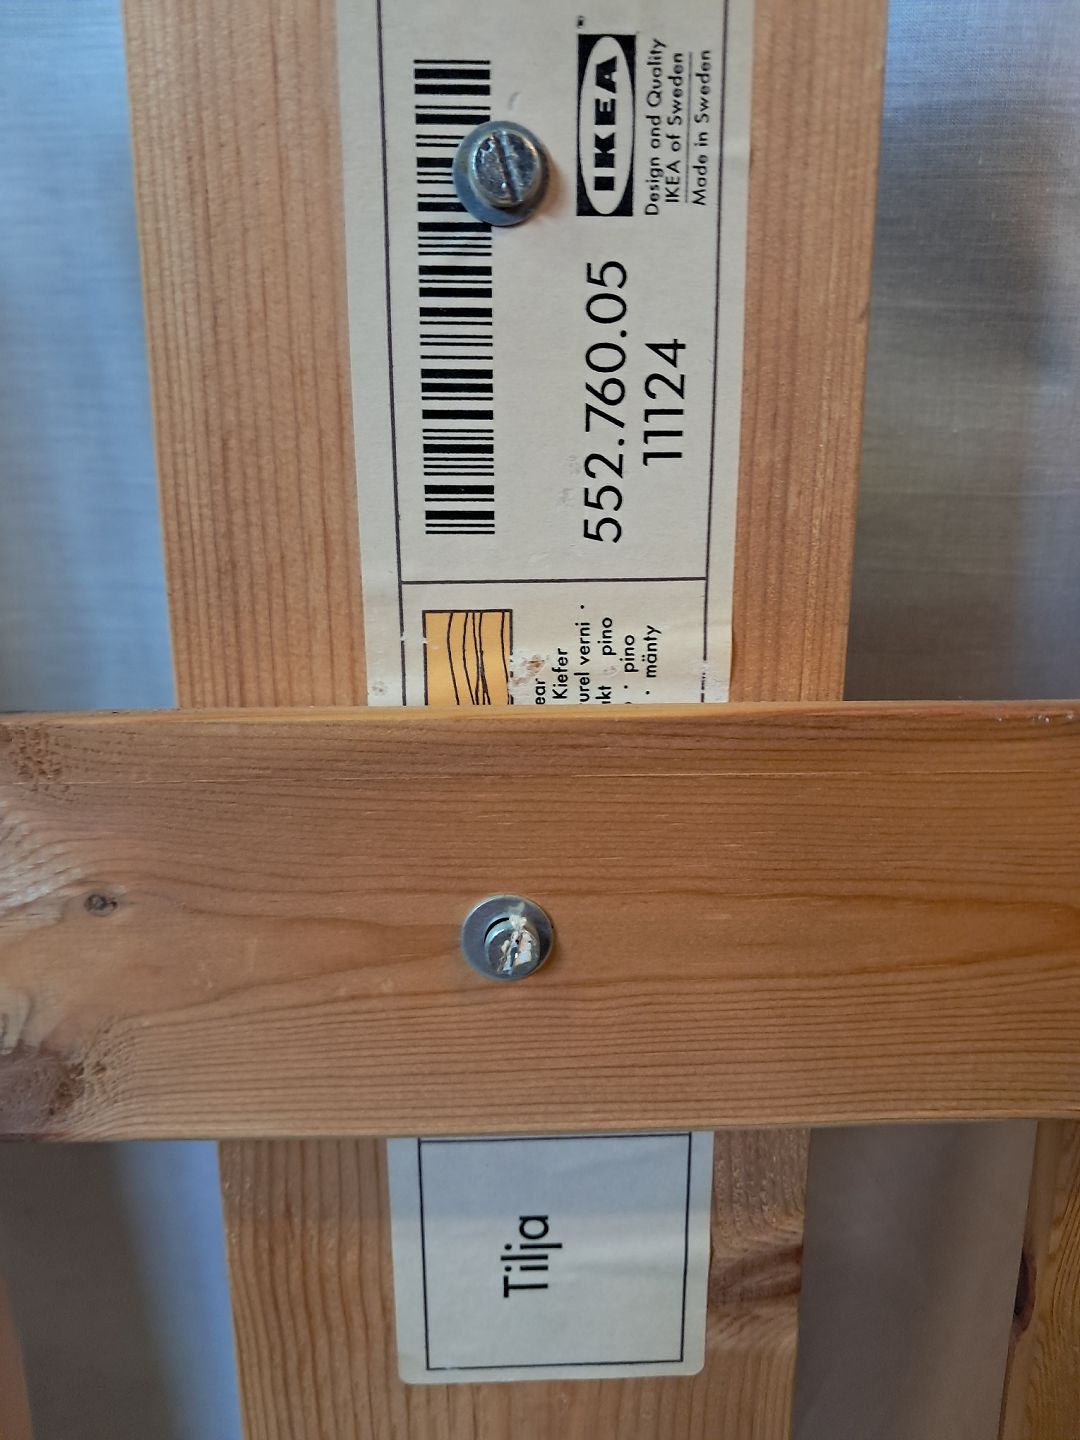 Tilja
Kiefer
verni ·
pino
· pino
· mänty
552.760.05
11124
IKEA
®
Design and Quality
IKEA of Sweden
Made in Sweden